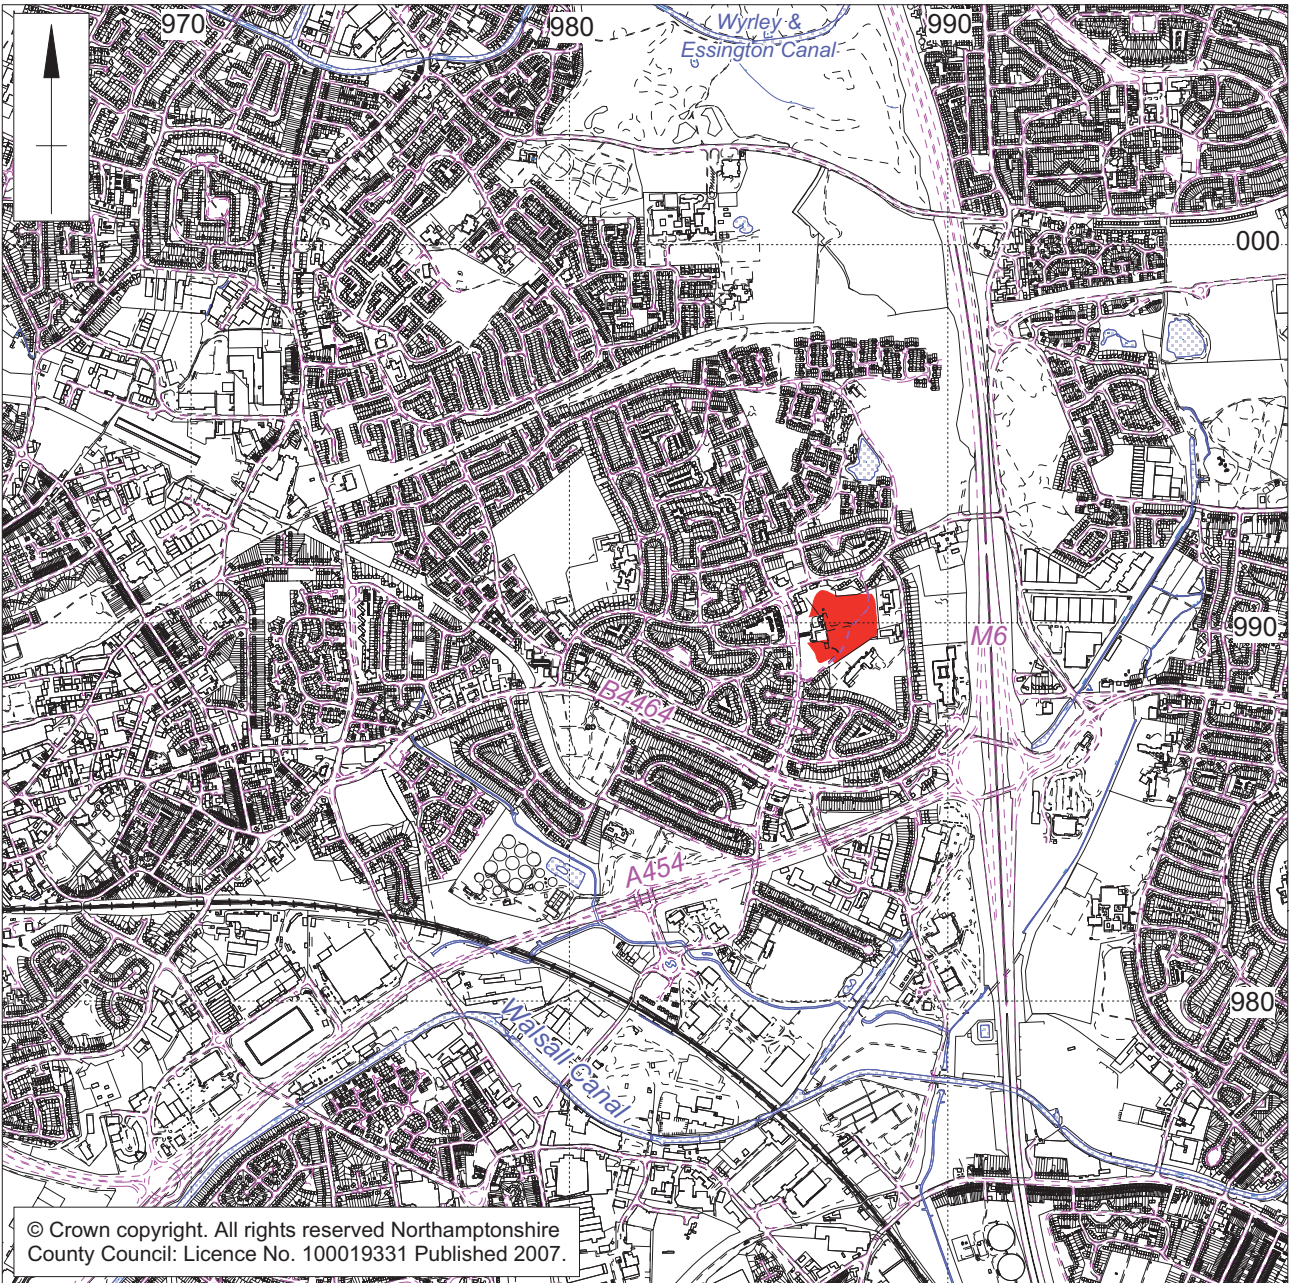 970
980
Wyrley &
Essington Canal
990
000
990
M6
B4464
A454
980
Walsall Canal
© Crown copyright. All rights reserved Northamptonshire
County Council: Licence No. 100019331 Published 2007.